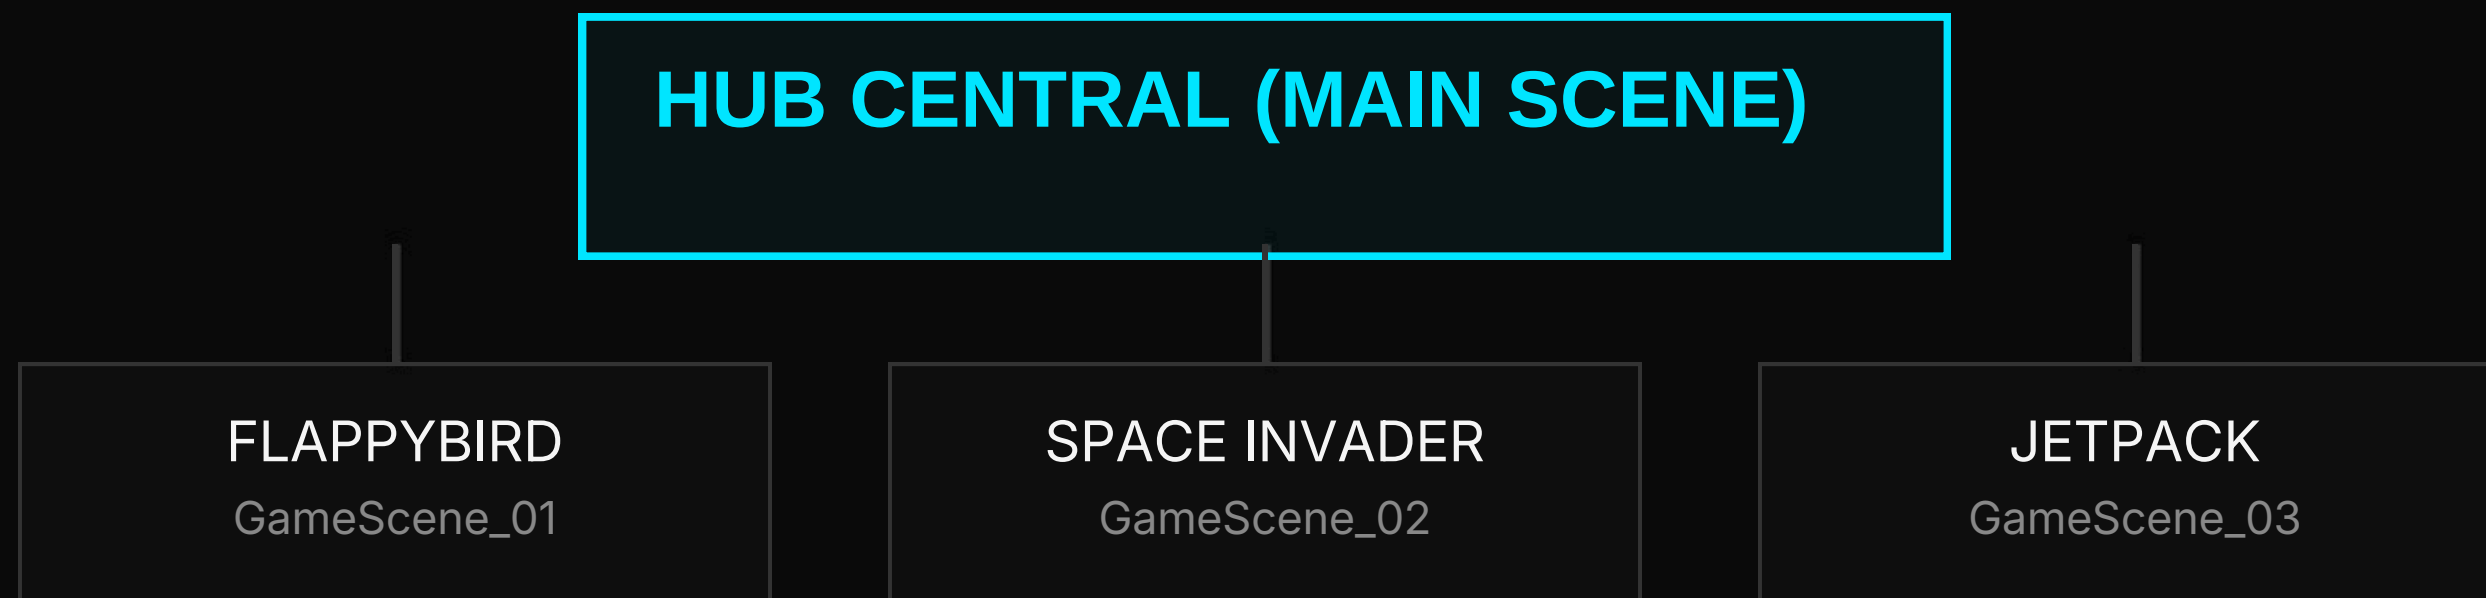 HUB CENTRAL (MAIN SCENE)
FLAPPYBIRD
GameScene_01
SPACE INVADER
GameScene_02
JETPACK
GameScene_03